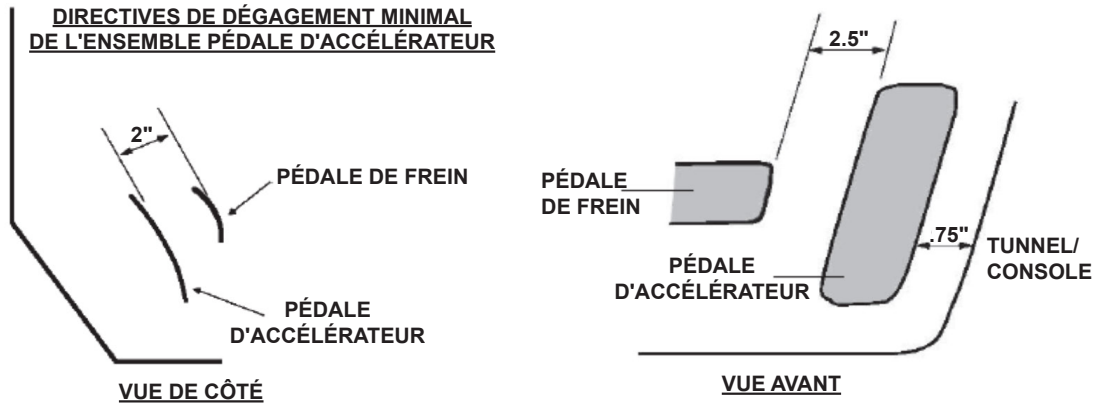 DIRECTIVES DE DÉGAGEMENT MINIMAL
DE L'ENSEMBLE PÉDALE D'ACCÉLÉRATEUR
2"
PÉDALE DE FREIN
PÉDALE
D'ACCÉLÉRATEUR
VUE DE CÔTÉ
2.5"
PÉDALE
DE FREIN
.75"
TUNNEL/
CONSOLE
PÉDALE
D'ACCÉLÉRATEUR
VUE AVANT